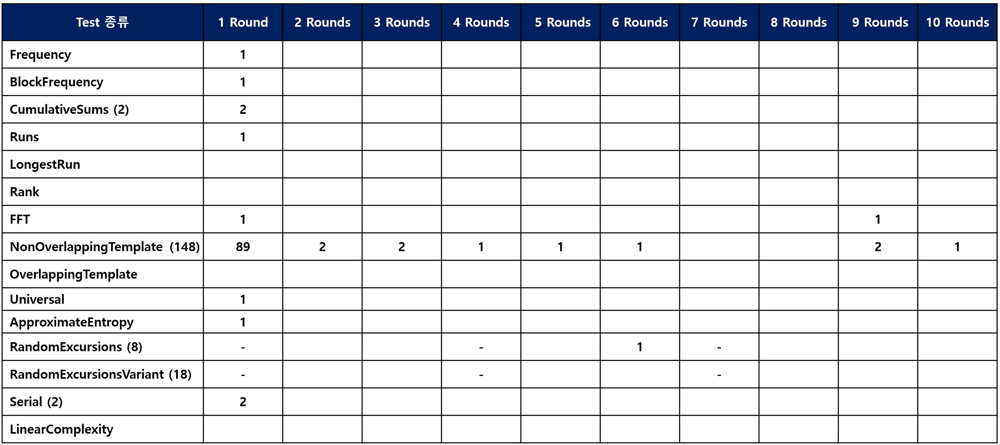 Test 종류 1 Round 2 Rounds 3 Rounds 4 Rounds 5 Rounds 6 Rounds 7 Rounds 8 Rounds 9 Rounds 10 Rounds
Frequency 1
BlockFrequency 1
CumulativeSums (2) 2
Runs 1
LongestRun
Rank
FFT 1 1
NonOverlappingTemplate (148) 89 2 2 1 1 1 2 1
OverlappingTemplate
Universal 1
ApproximateEntropy 1
RandomExcursions (8) - - 1 -
RandomExcursionsVariant (18) - - -
Serial (2) 2
LinearComplexity